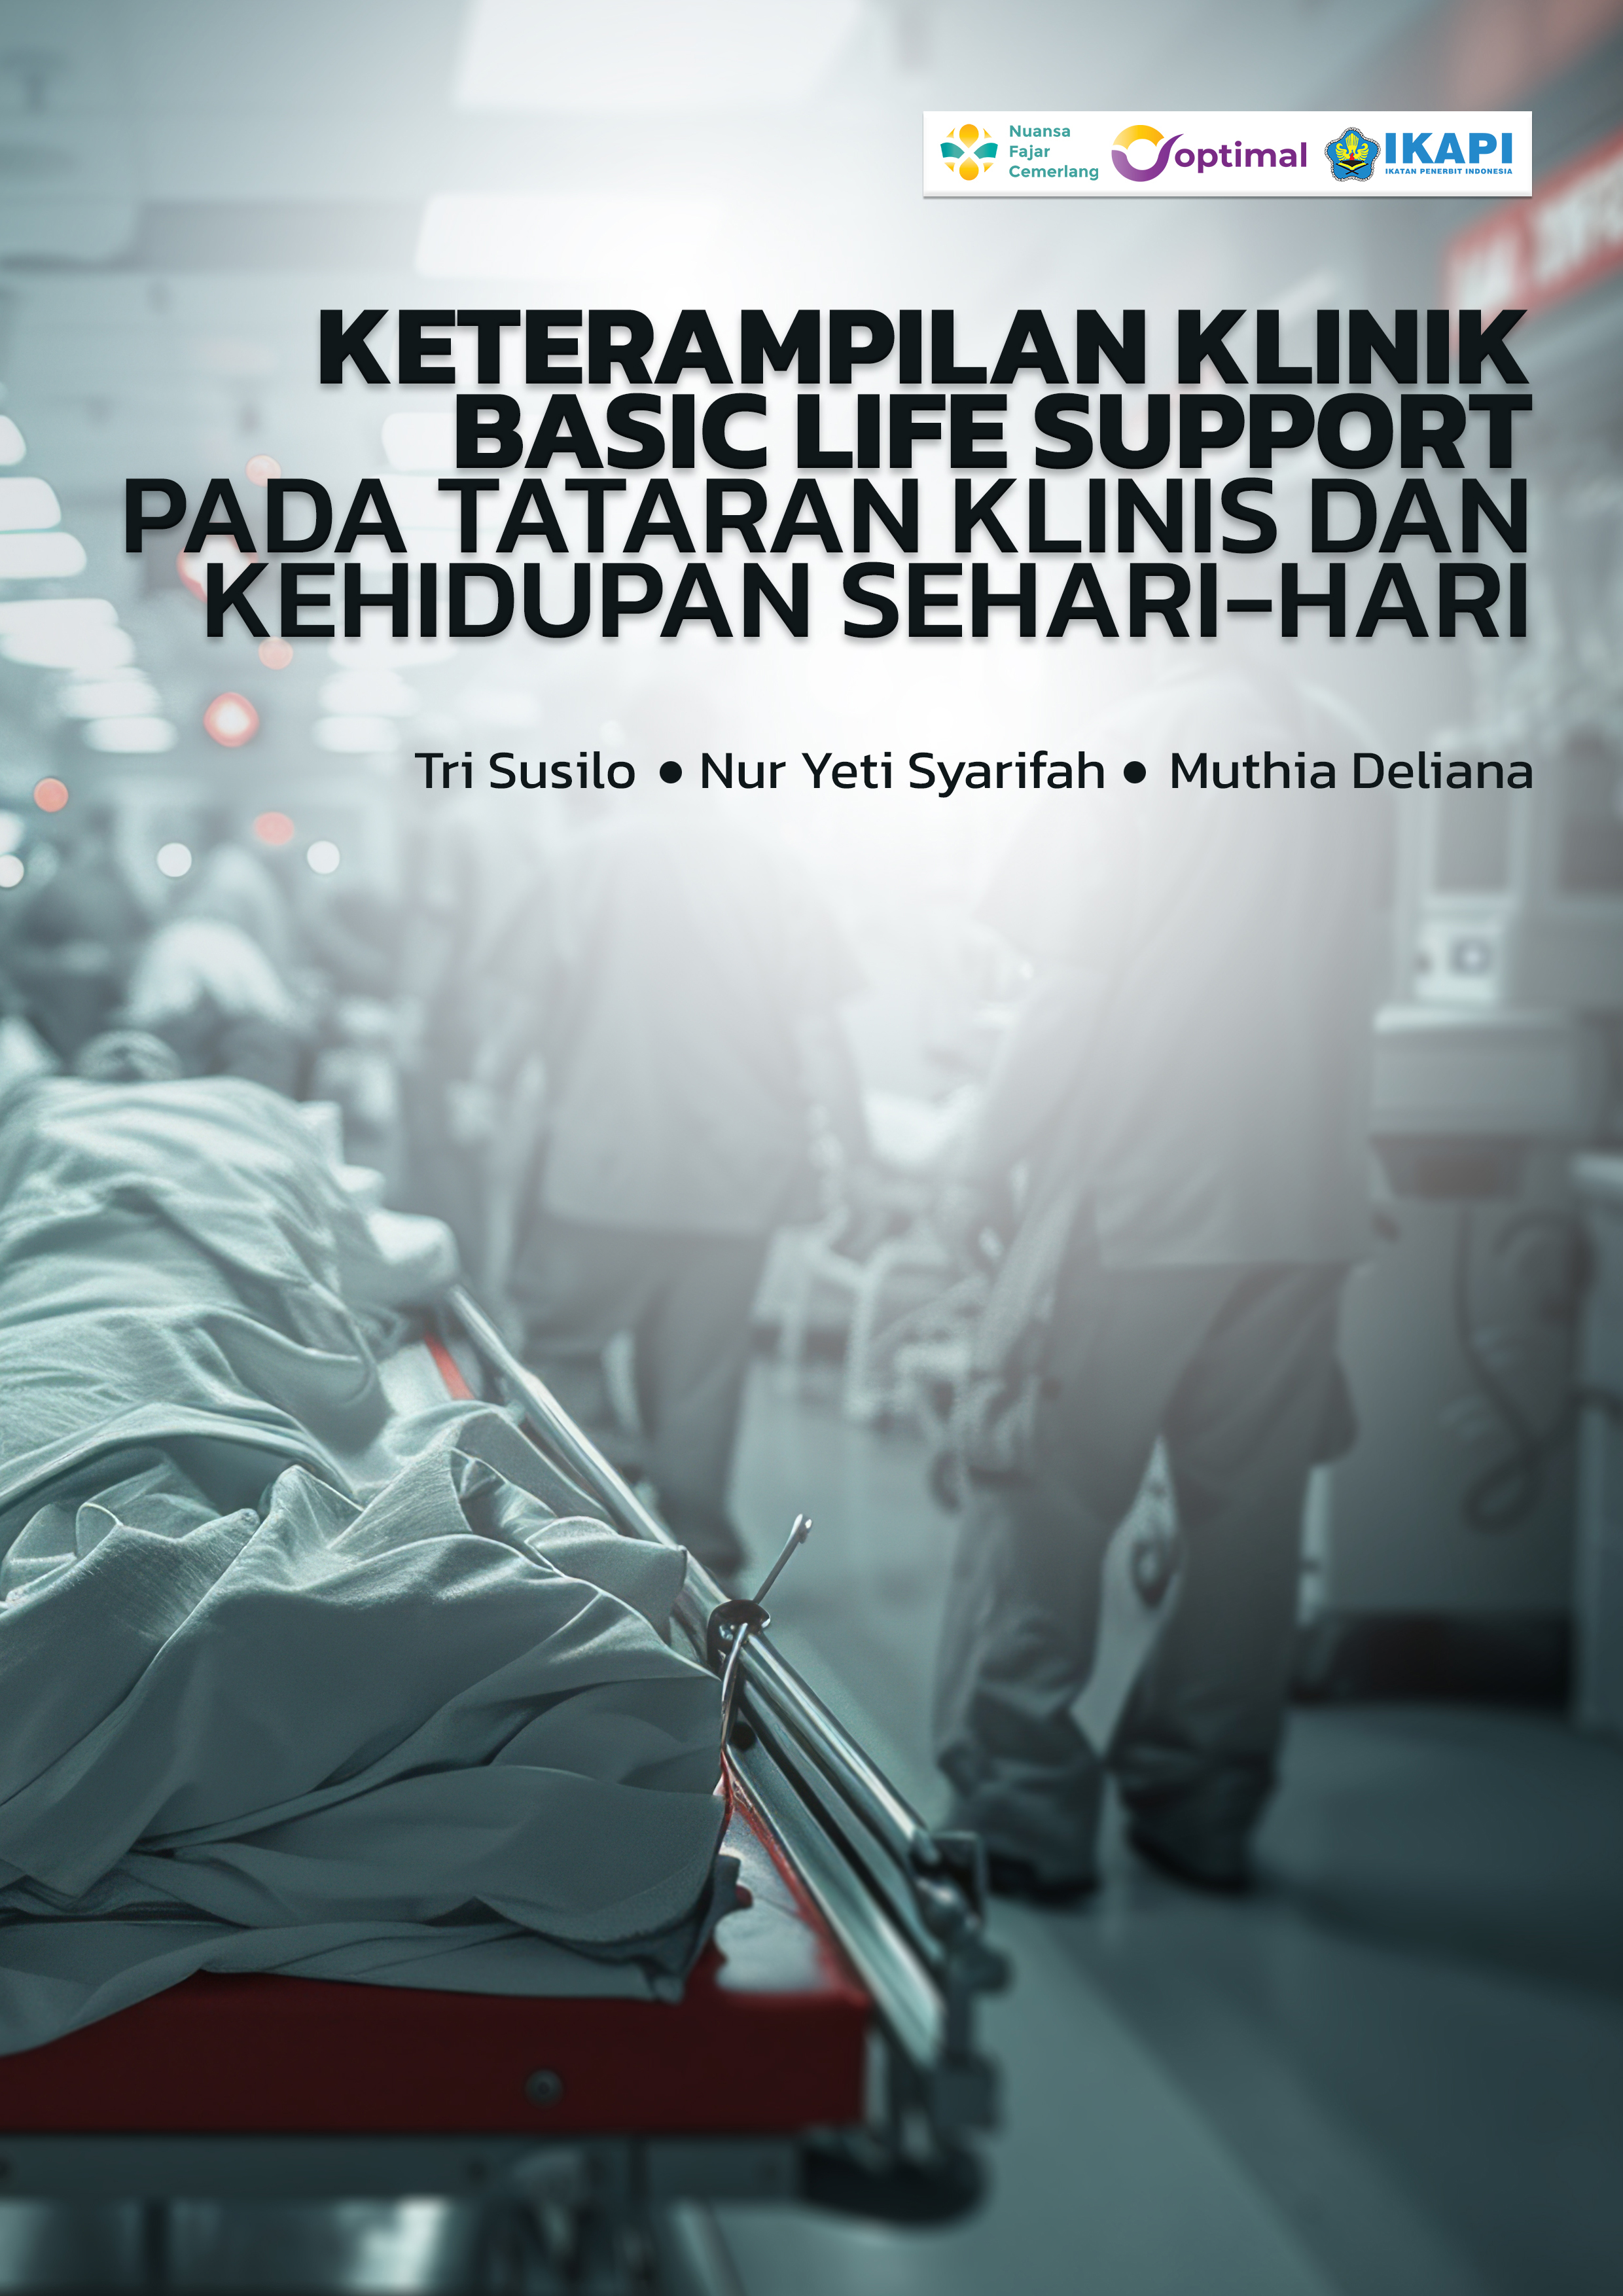 Nuansa
Fajar
Cemerlang
optimal
IKAPI
IKATAN PENERBIT INDONESIA
KETERAMPILAN KLINIK
BASIC LIFE SUPPORT
PADA TATARAN KLINIS DAN
KEHIDUPAN SEHARI-HARI
Tri Susilo ● Nur Yeti Syarifah ● Muthia Deliana